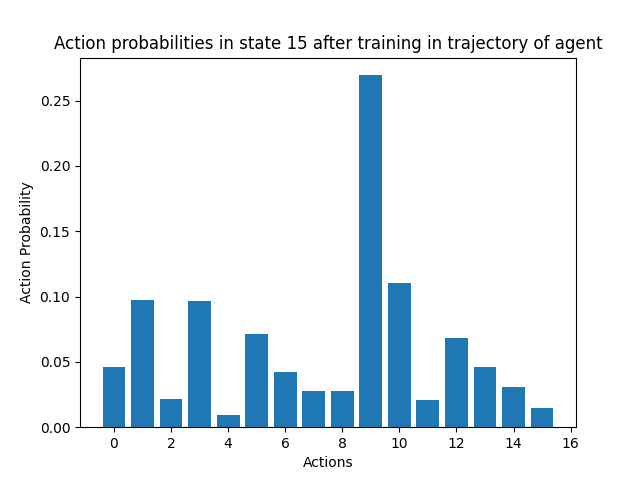 Action probabilities in state 15 after training in trajectory of agent
0.25
0.20
0.15
0.10
0.05
0.00
Action Probability
0 2 4 6 8 10 12 14 16
Actions